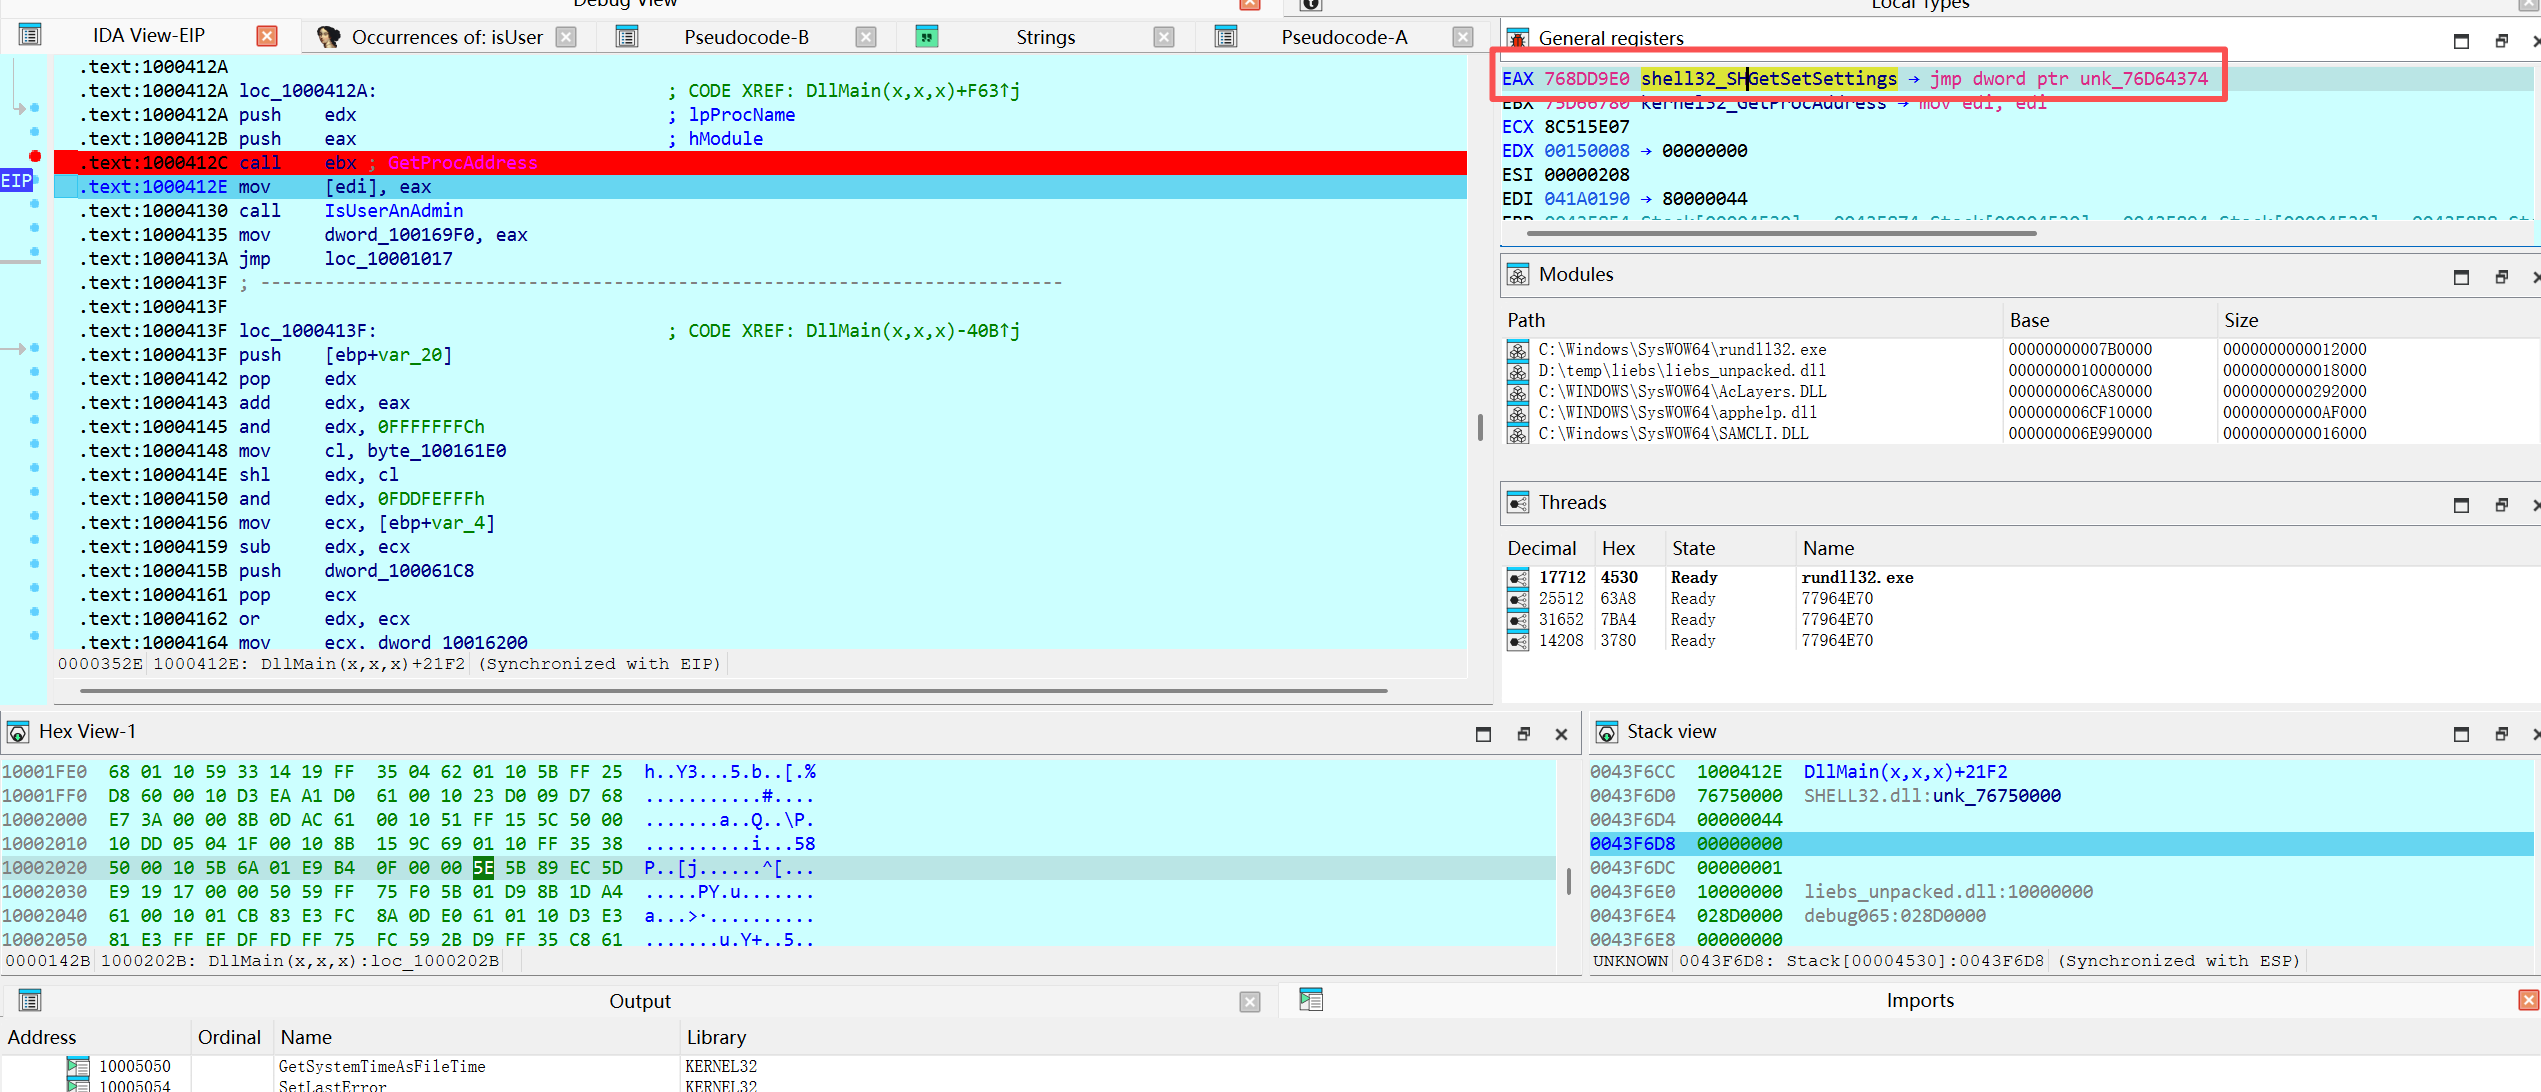 Debug View
Local Types
IDA View-EIP
Occurrences of: isUser
Pseudocode-B
Strings
Pseudocode-A
.text:1000412A
.text:1000412A loc_1000412A: ; CODE XREF: DllMain(x,x,x)+F63↑j
.text:1000412A push edx ; lpProcName
.text:1000412B push eax ; hModule
.text:1000412C call ebx ; GetProcAddress
EIP
.text:1000412E mov [edi], eax
.text:10004130 call IsUserAnAdmin
.text:10004135 mov dword_100169F0, eax
.text:1000413A jmp loc_10001017
.text:1000413F ; ---------------------------------------------------------------------------
.text:1000413F
.text:1000413F loc_1000413F: ; CODE XREF: DllMain(x,x,x)-40B↑j
.text:1000413F push [ebp+var_20]
.text:10004142 pop edx
.text:10004143 add edx, eax
.text:10004145 and edx, 0FFFFFFFCh
.text:10004148 mov cl, byte_100161E0
.text:1000414E shl edx, cl
.text:10004150 and edx, 0FDDFEFFFh
.text:10004156 mov ecx, [ebp+var_4]
.text:10004159 sub edx, ecx
.text:1000415B push dword_100061C8
.text:10004161 pop ecx
.text:10004162 or edx, ecx
.text:10004164 mov ecx, dword_10016200
0000352E 1000412E: DllMain(x,x,x)+21F2 (Synchronized with EIP)
General registers
EAX 768DD9E0 shell32_SHGetSetSettings → jmp dword ptr unk_76D64374
EBX 75D66780 kernel32_GetProcAddress → mov edi, edi
ECX 8C515E07
EDX 00150008 → 00000000
ESI 00000208
EDI 041A0190 → 80000044
Modules
Path Base Size
C:\Windows\SysWOW64\rundll32.exe 00000000007B0000 0000000000012000
D:\temp\liebs\liebs_unpacked.dll 0000000010000000 0000000000018000
C:\WINDOWS\SysWOW64\AcLayers.DLL 000000006CA80000 0000000000292000
C:\WINDOWS\SysWOW64\apphelp.dll 000000006CF10000 00000000000AF000
C:\Windows\SysWOW64\SAMCLI.DLL 000000006E990000 0000000000016000
Threads
Decimal Hex State Name
17712 4530 Ready rundll32.exe
25512 63A8 Ready 77964E70
31652 7BA4 Ready 77964E70
14208 3780 Ready 77964E70
Hex View-1
10001FE0 68 01 10 59 33 14 19 FF 35 04 62 01 10 5B FF 25 h..Y3...5.b..[.%
10001FF0 D8 60 00 10 D3 EA A1 D0 61 00 10 23 D0 09 D7 68 ...........#....
10002000 E7 3A 00 00 8B 0D AC 61 00 10 51 FF 15 5C 50 00 .......a..Q..\P.
10002010 10 DD 05 04 1F 00 10 8B 15 9C 69 01 10 FF 35 38 ..........i...58
10002020 50 00 10 5B 6A 01 E9 B4 0F 00 00 5E 5B 89 EC 5D P..[j......^[...
10002030 E9 19 17 00 00 50 59 FF 75 F0 5B 01 D9 8B 1D A4 .....PY.u.......
10002040 61 00 10 01 CB 83 E3 FC 8A 0D E0 61 01 10 D3 E3 a...>·..........
10002050 81 E3 FF EF DF FD FF 75 FC 59 2B D9 FF 35 C8 61 .......u.Y+..5..
0000142B 1000202B: DllMain(x,x,x):loc_1000202B
Stack view
0043F6CC 1000412E DllMain(x,x,x)+21F2
0043F6D0 76750000 SHELL32.dll:unk_76750000
0043F6D4 00000044
0043F6D8 00000000
0043F6DC 00000001
0043F6E0 10000000 liebs_unpacked.dll:10000000
0043F6E4 028D0000 debug065:028D0000
0043F6E8 00000000
UNKNOWN 0043F6D8: Stack[00004530]:0043F6D8 (Synchronized with ESP)
Output
Imports
Address Ordinal Name Library
10005050 GetSystemTimeAsFileTime KERNEL32
10005054 SetLastError KERNEL32